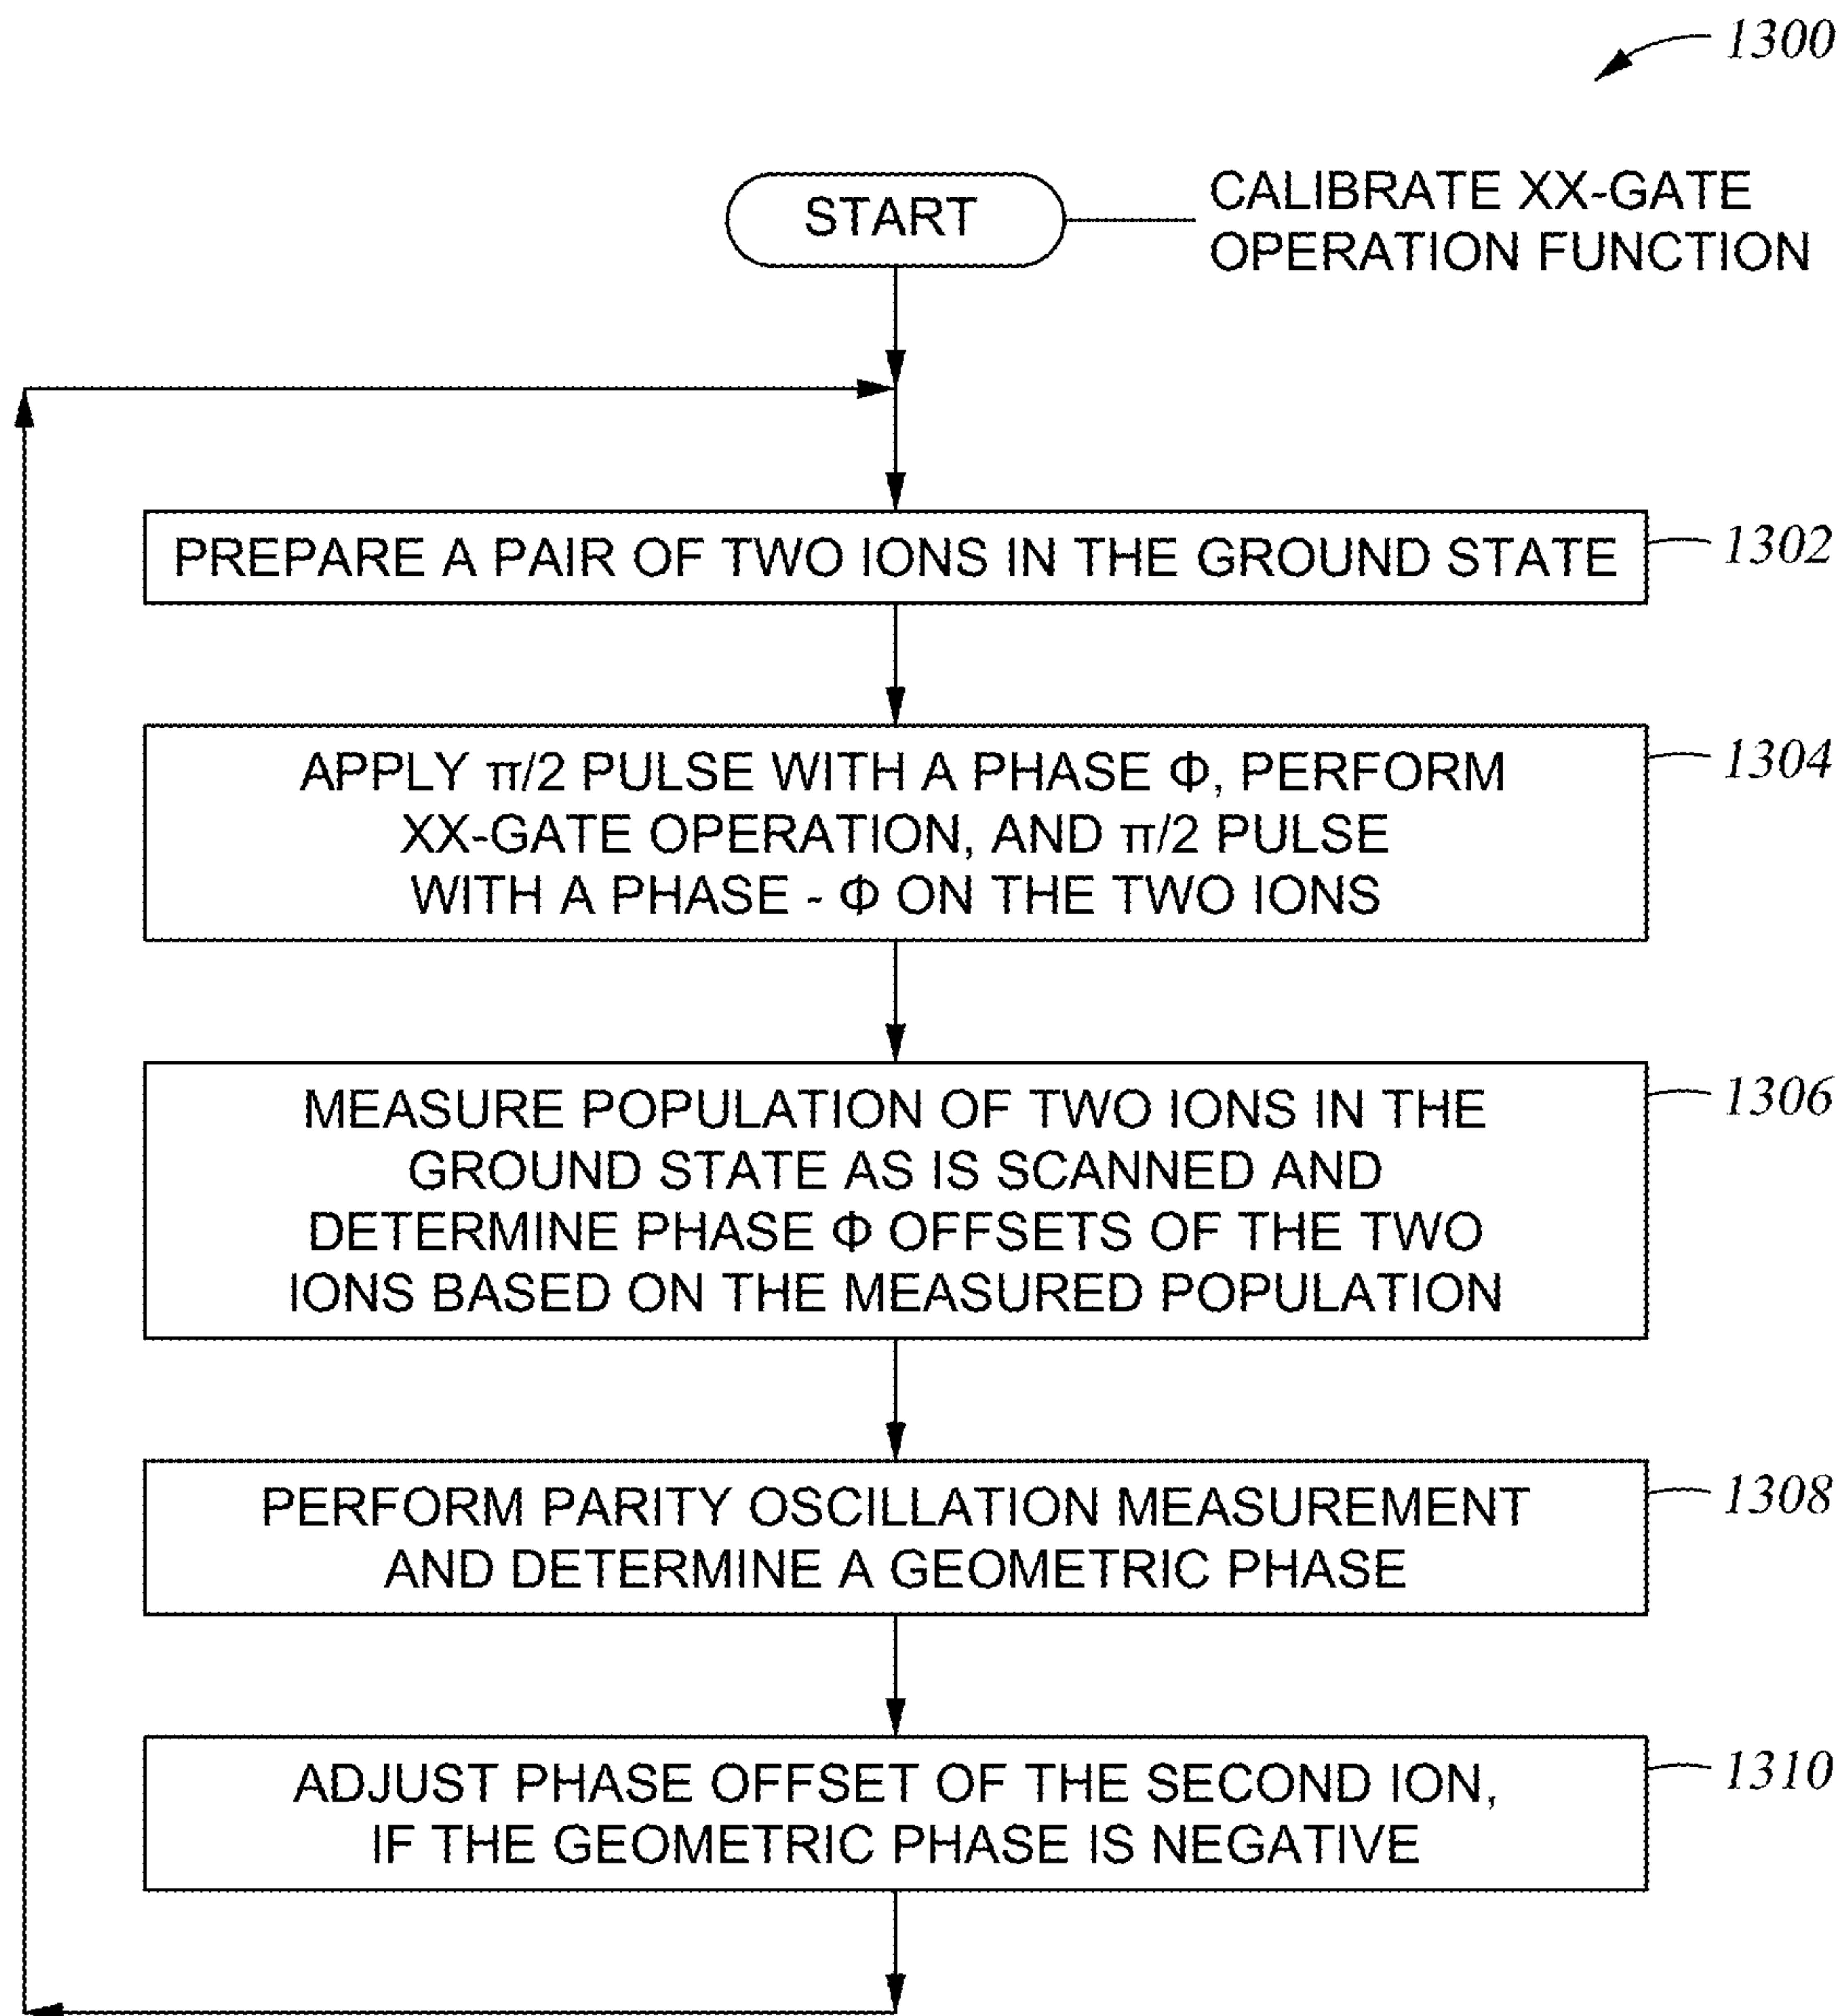 1300
START
CALIBRATE XX-GATE
OPERATION FUNCTION
PREPARE A PAIR OF TWO IONS IN THE GROUND STATE
1302
APPLY π/2 PULSE WITH A PHASE Φ, PERFORM
XX-GATE OPERATION, AND π/2 PULSE
WITH A PHASE - Φ ON THE TWO IONS
1304
MEASURE POPULATION OF TWO IONS IN THE
GROUND STATE AS IS SCANNED AND
DETERMINE PHASE Φ OFFSETS OF THE TWO
IONS BASED ON THE MEASURED POPULATION
1306
PERFORM PARITY OSCILLATION MEASUREMENT
AND DETERMINE A GEOMETRIC PHASE
1308
ADJUST PHASE OFFSET OF THE SECOND ION,
IF THE GEOMETRIC PHASE IS NEGATIVE
1310